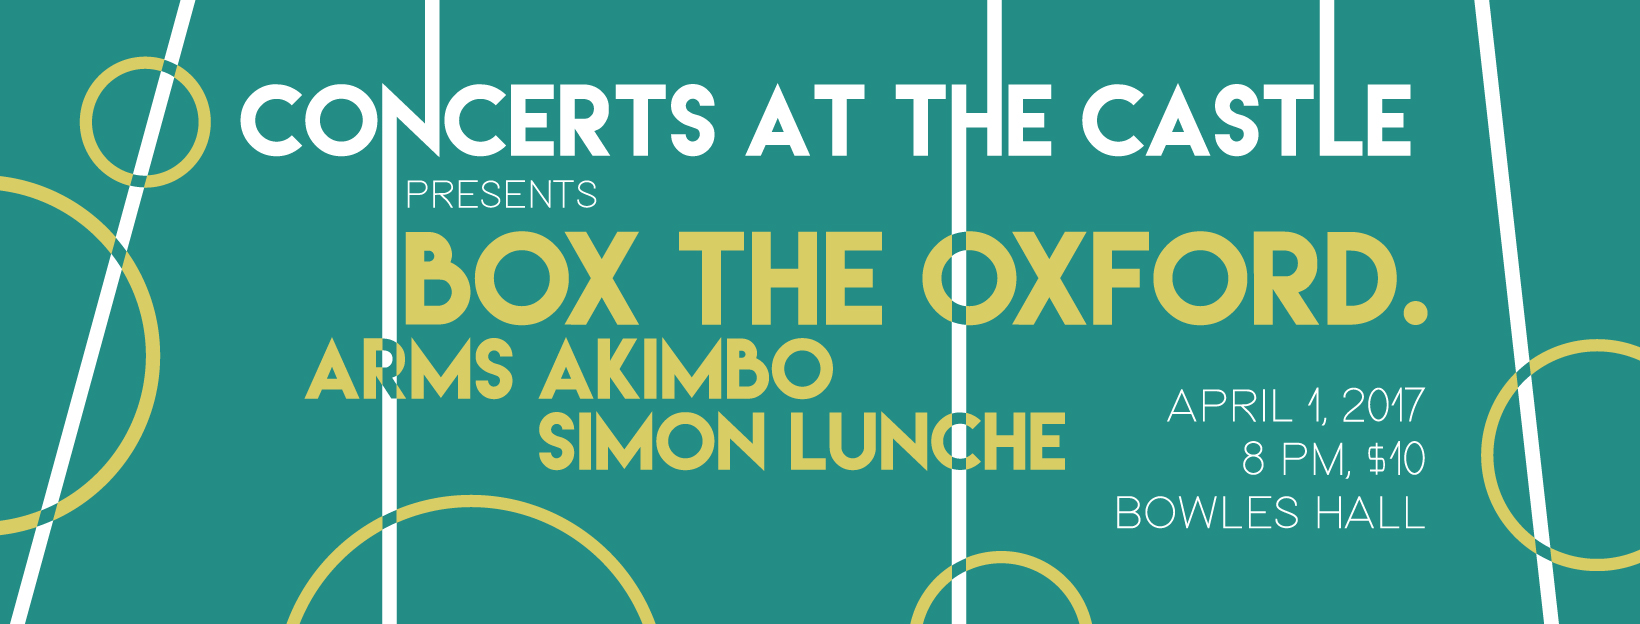 CONCERTS AT THE CASTLE
PRESENTS
BOX THE OXFORD.
ARMS AKIMBO
SIMON LUNCHE
APRIL 1, 2017
8 PM, $10
BOWLES HALL